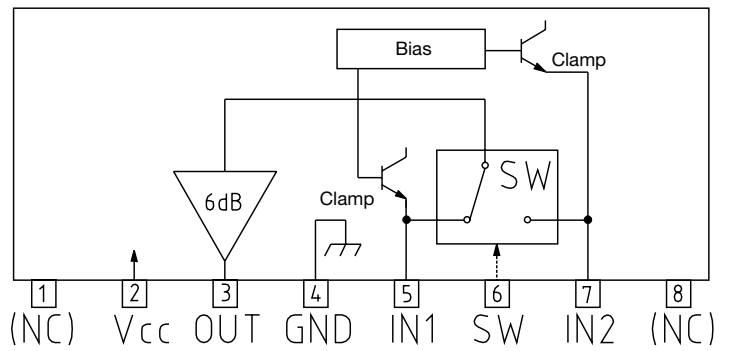 Bias
Clamp
SW
6dB
Clamp
1 2 3 4 5 6 7 8
(NC) Vcc OUT GND IN1 SW IN2 (NC)